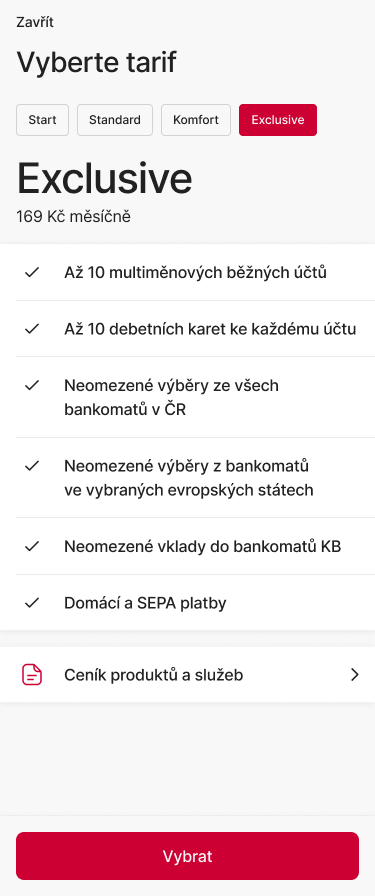 Zavřít
Vyberte tarif
Start
Standard
Komfort
Exclusive
Exclusive
169 Kč měsíčně
Až 10 multiměnových běžných účtů
Až 10 debetních karet ke každému účtu
Neomezené výběry ze všech
bankomatů v ČR
Neomezené výběry z bankomatů
ve vybraných evropských státech
Neomezené vklady do bankomatů KB
Domácí a SEPA platby
Ceník produktů a služeb
Vybrat